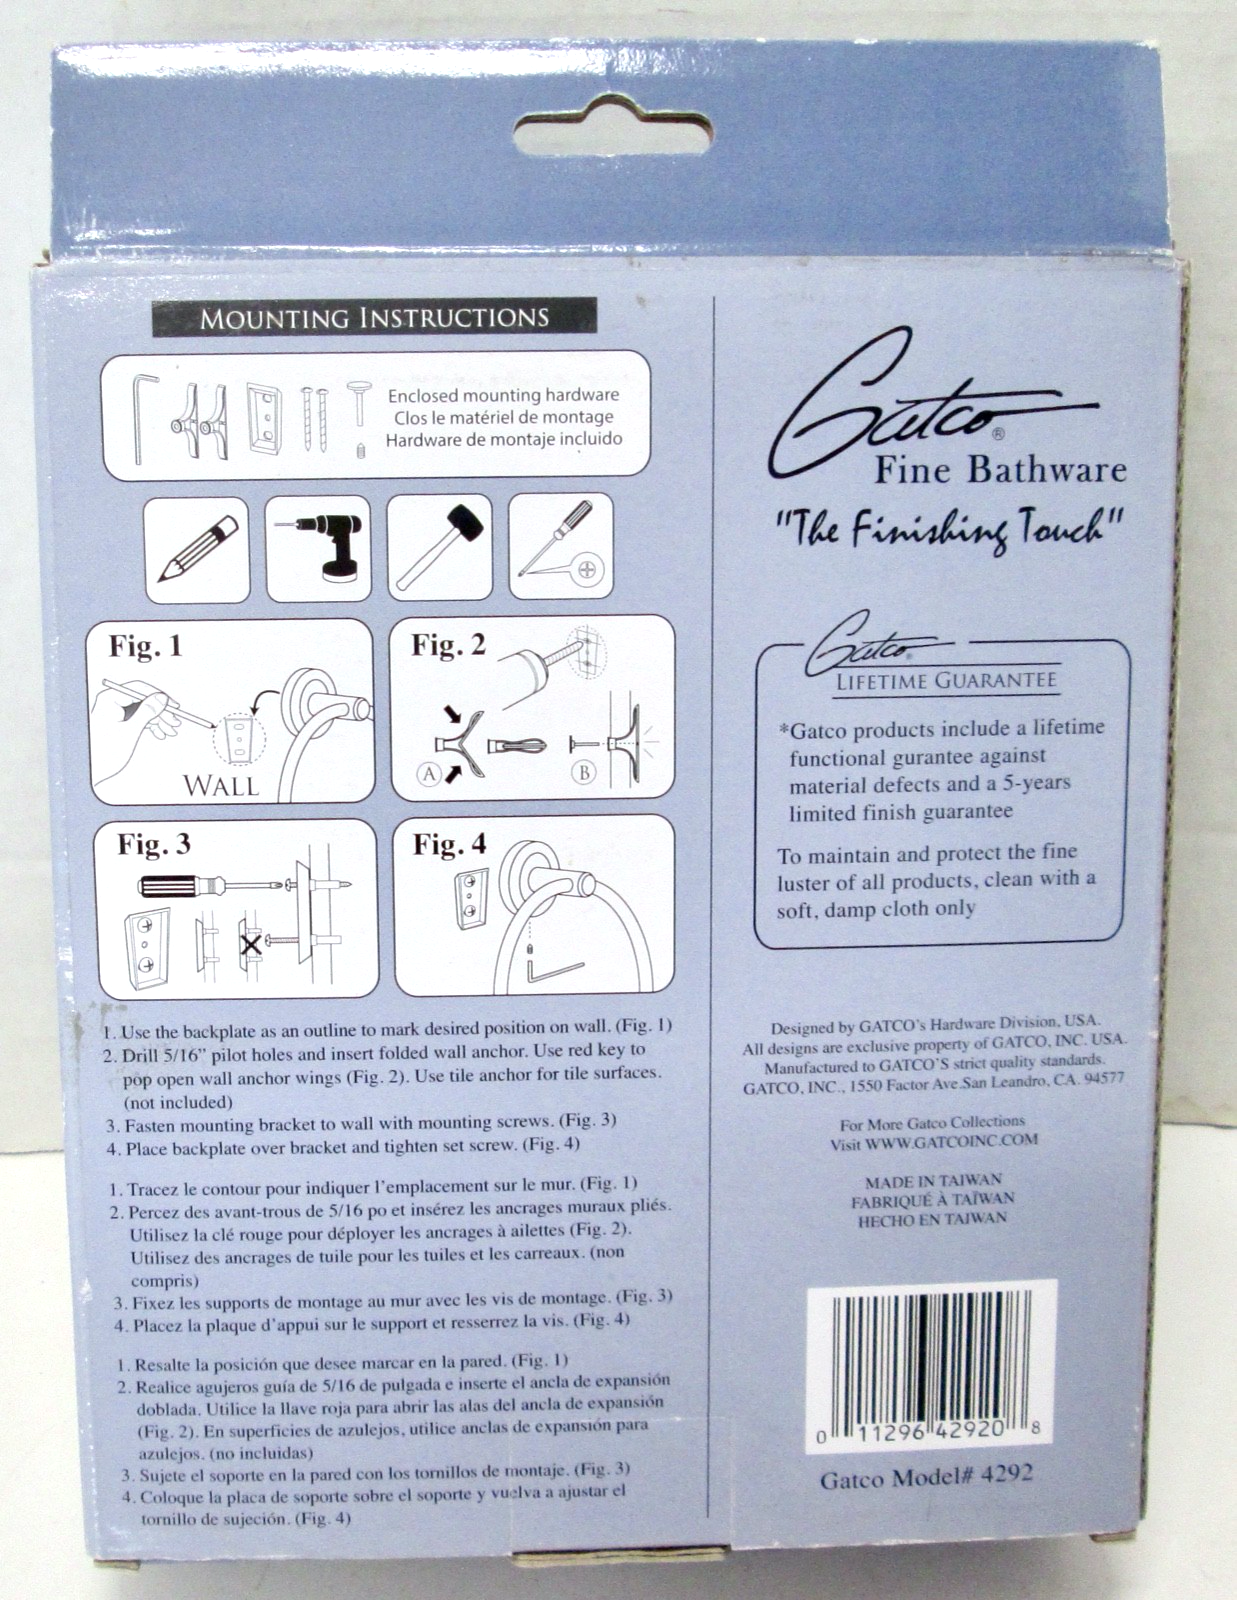 MOUNTING INSTRUCTIONS
Enclosed mounting hardware
Clos le matériel de montage
Hardware de montaje incluido
Fig. 1
WALL
Fig. 2
A
B
Fig. 3
Fig. 4
1. Use the backplate as an outline to mark desired position on wall. (Fig. 1)
2. Drill 5/16" pilot holes and insert folded wall anchor. Use red key to
pop open wall anchor wings (Fig. 2). Use tile anchor for tile surfaces.
(not included)
3. Fasten mounting bracket to wall with mounting screws. (Fig. 3)
4. Place backplate over bracket and tighten set screw. (Fig. 4)
1. Tracez le contour pour indiquer l'emplacement sur le mur. (Fig. 1)
2. Percez des avant-trous de 5/16 po et insérez les ancrages muraux pliés.
Utilisez la clé rouge pour déployer les ancrages à ailettes (Fig. 2).
Utilisez des ancrages de tuile pour les tuiles et les carreaux. (non
compris)
3. Fixez les supports de montage au mur avec les vis de montage. (Fig. 3)
4. Placez la plaque d'appui sur le support et resserrez la vis. (Fig. 4)
1. Resalte la posición que desee marcar en la pared. (Fig. 1)
2. Realice agujeros guía de 5/16 de pulgada e inserte el ancla de expansión
doblada. Utilice la llave roja para abrir las alas del ancla de expansión
(Fig. 2). En superficies de azulejos, utilice anclas de expansión para
azulejos. (no incluidas)
3. Sujete el soporte en la pared con los tornillos de montaje. (Fig. 3)
4. Coloque la placa de soporte sobre el soporte y vuelva a ajustar el
tornillo de sujeción. (Fig. 4)
Gatco®
Fine Bathware
"The Finishing Touch"
Gatco®
LIFETIME GUARANTEE
*Gatco products include a lifetime
functional gurantee against
material defects and a 5-years
limited finish guarantee
To maintain and protect the fine
luster of all products, clean with a
soft, damp cloth only
Designed by GATCO's Hardware Division, USA.
All designs are exclusive property of GATCO, INC. USA.
Manufactured to GATCO'S strict quality standards.
GATCO, INC., 1550 Factor Ave.San Leandro, CA. 94577
For More Gatco Collections
Visit WWW.GATCOINC.COM
MADE IN TAIWAN
FABRIQUÉ À TAÏWAN
HECHO EN TAIWAN
0 11296 42920 8
Gatco Model# 4292